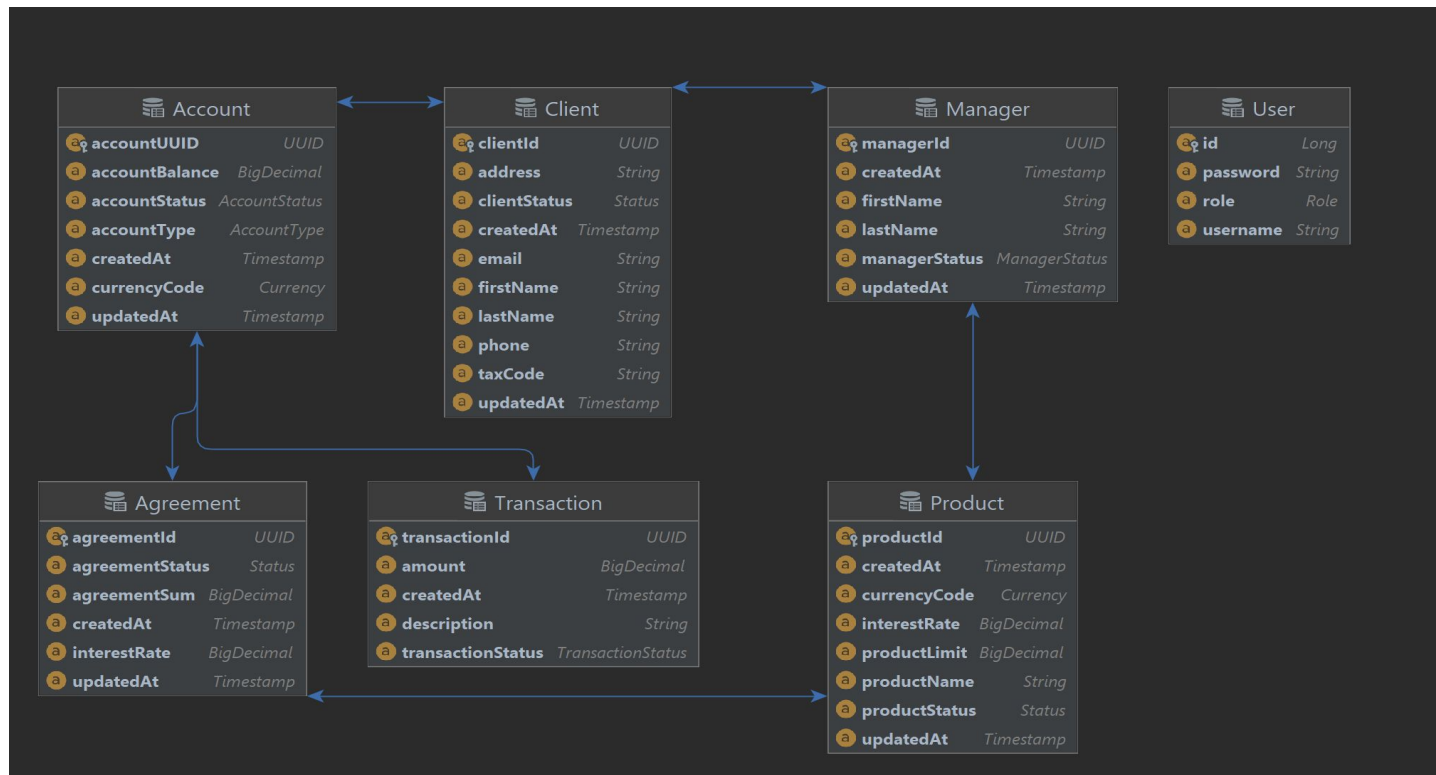 Account
accountUUID UUID
accountBalance BigDecimal
accountStatus AccountStatus
accountType AccountType
createdAt Timestamp
currencyCode Currency
updatedAt Timestamp
Client
clientId UUID
address String
clientStatus Status
createdAt Timestamp
email String
firstName String
lastName String
phone String
taxCode String
updatedAt Timestamp
Manager
managerId UUID
createdAt Timestamp
firstName String
lastName String
managerStatus ManagerStatus
updatedAt Timestamp
User
id Long
password String
role Role
username String
Agreement
agreementId UUID
agreementStatus Status
agreementSum BigDecimal
createdAt Timestamp
interestRate BigDecimal
updatedAt Timestamp
Transaction
transactionId UUID
amount BigDecimal
createdAt Timestamp
description String
transactionStatus TransactionStatus
Product
productId UUID
createdAt Timestamp
currencyCode Currency
interestRate BigDecimal
productLimit BigDecimal
productName String
productStatus Status
updatedAt Timestamp